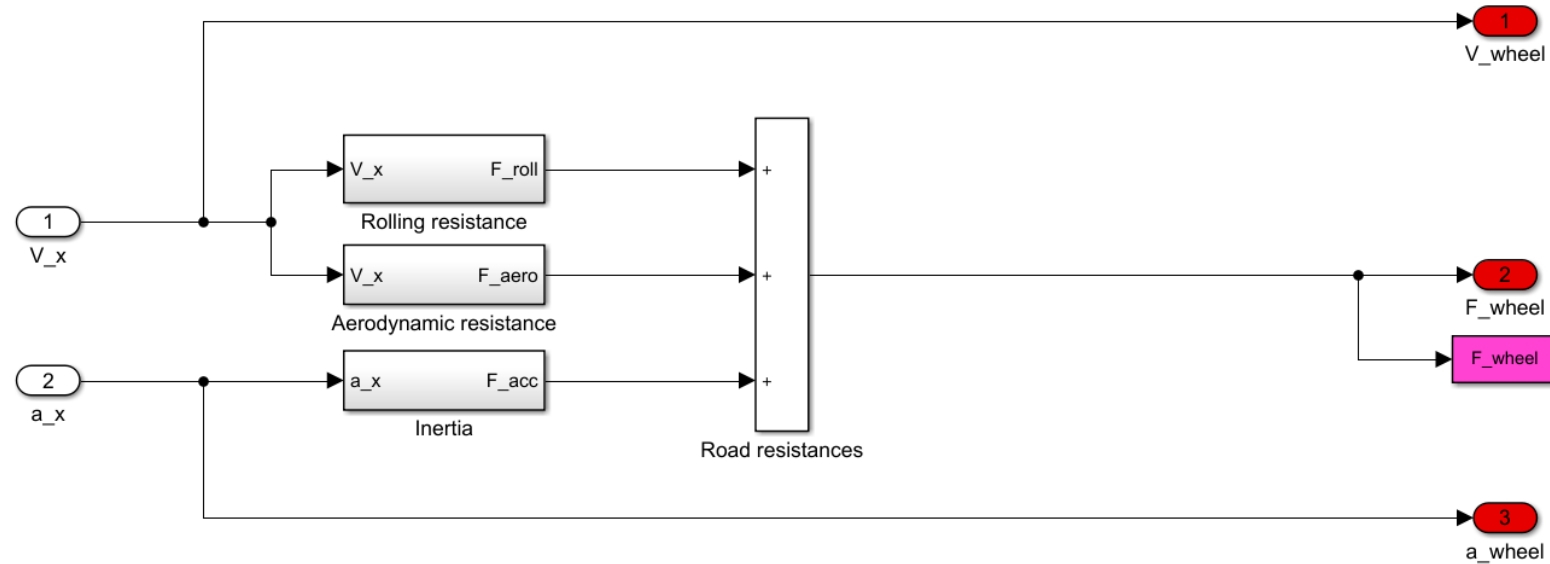 1
V_wheel
V_x F_roll
+
Rolling resistance
1
V_x
V_x F_aero
+
2
Aerodynamic resistance
F_wheel
F_wheel
2
a_x
a_x F_acc
+
Inertia
Road resistances
3
a_wheel